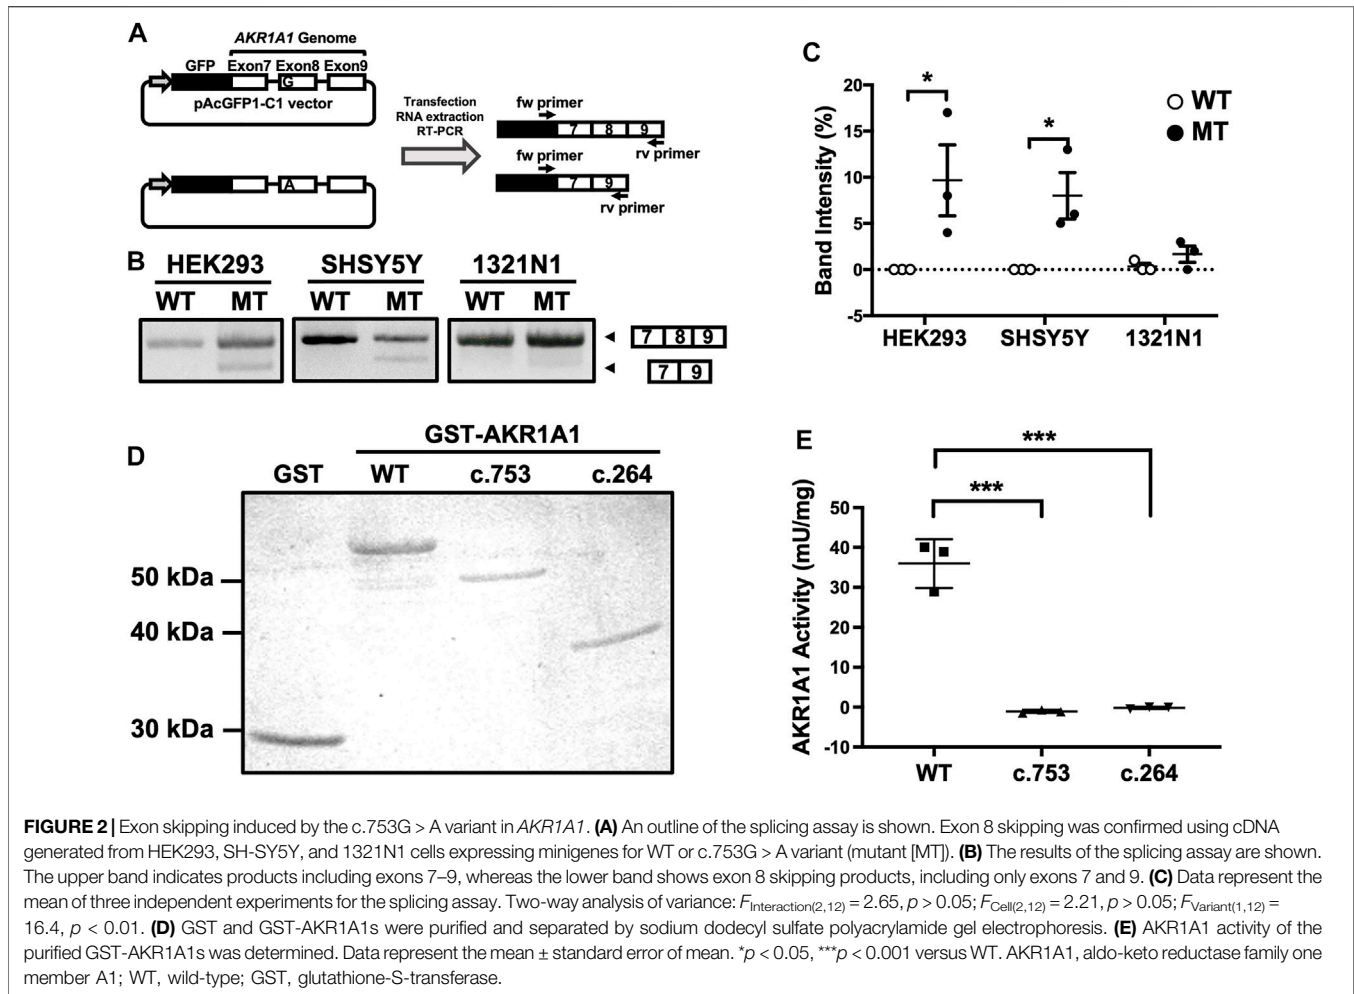 A
AKR1A1 Genome
GFP Exon7 Exon8 Exon9
G
pAcGFP1-C1 vector
A
Transfection
RNA extraction
RT-PCR
fw primer
7 8 9
rv primer
fw primer
7 9
rv primer
B
HEK293 SHSY5Y 1321N1
WT MT WT MT WT MT
7 8 9
7 9
C
Band Intensity (%)
20
15
10
5
0
-5
WT
MT
*
*
HEK293 SHSY5Y 1321N1
D
GST-AKR1A1
GST WT c.753 c.264
50 kDa
40 kDa
30 kDa
E
AKR1A1 Activity (mU/mg)
50
40
30
20
10
0
-10
***
***
WT c.753 c.264
FIGURE 2 | Exon skipping induced by the c.753G > A variant in AKR1A1. (A) An outline of the splicing assay is shown. Exon 8 skipping was confirmed using cDNA
generated from HEK293, SH-SY5Y, and 1321N1 cells expressing minigenes for WT or c.753G > A variant (mutant [MT]). (B) The results of the splicing assay are shown.
The upper band indicates products including exons 7–9, whereas the lower band shows exon 8 skipping products, including only exons 7 and 9. (C) Data represent the
mean of three independent experiments for the splicing assay. Two-way analysis of variance: FInteraction(2,12) = 2.65, p > 0.05; FCell(2,12) = 2.21, p > 0.05; FVariant(1,12) =
16.4, p < 0.01. (D) GST and GST-AKR1A1s were purified and separated by sodium dodecyl sulfate polyacrylamide gel electrophoresis. (E) AKR1A1 activity of the
purified GST-AKR1A1s was determined. Data represent the mean ± standard error of mean. *p < 0.05, ***p < 0.001 versus WT. AKR1A1, aldo-keto reductase family one
member A1; WT, wild-type; GST, glutathione-S-transferase.